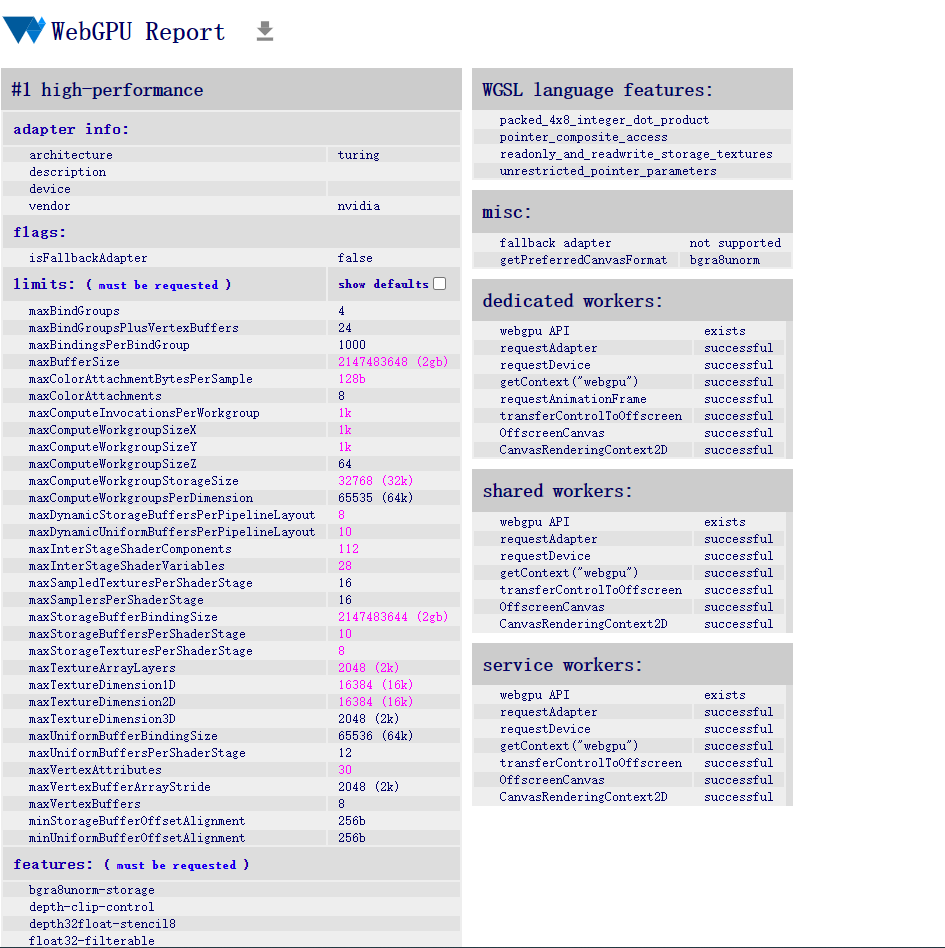 WebGPU Report
#1 high-performance
adapter info:
architecture turing
description
device
vendor nvidia
flags:
isFallbackAdapter false
limits: ( must be requested ) show defaults
maxBindGroups 4
maxBindGroupsPlusVertexBuffers 24
maxBindingsPerBindGroup 1000
maxBufferSize 2147483648 (2gb)
maxColorAttachmentBytesPerSample 128b
maxColorAttachments 8
maxComputeInvocationsPerWorkgroup 1k
maxComputeWorkgroupSizeX 1k
maxComputeWorkgroupSizeY 1k
maxComputeWorkgroupSizeZ 64
maxComputeWorkgroupStorageSize 32768 (32k)
maxComputeWorkgroupsPerDimension 65535 (64k)
maxDynamicStorageBuffersPerPipelineLayout 8
maxDynamicUniformBuffersPerPipelineLayout 10
maxInterStageShaderComponents 112
maxInterStageShaderVariables 28
maxSampledTexturesPerShaderStage 16
maxSamplersPerShaderStage 16
maxStorageBufferBindingSize 2147483644 (2gb)
maxStorageBuffersPerShaderStage 10
maxStorageTexturesPerShaderStage 8
maxTextureArrayLayers 2048 (2k)
maxTextureDimension1D 16384 (16k)
maxTextureDimension2D 16384 (16k)
maxTextureDimension3D 2048 (2k)
maxUniformBufferBindingSize 65536 (64k)
maxUniformBuffersPerShaderStage 12
maxVertexAttributes 30
maxVertexBufferArrayStride 2048 (2k)
maxVertexBuffers 8
minStorageBufferOffsetAlignment 256b
minUniformBufferOffsetAlignment 256b
features: ( must be requested )
bgra8unorm-storage
depth-clip-control
depth32float-stencil8
float32-filterable
WGSL language features:
packed_4x8_integer_dot_product
pointer_composite_access
readonly_and_readwrite_storage_textures
unrestricted_pointer_parameters
misc:
fallback adapter not supported
getPreferredCanvasFormat bgra8unorm
dedicated workers:
webgpu API exists
requestAdapter successful
requestDevice successful
getContext("webgpu") successful
requestAnimationFrame successful
transferControlToOffscreen successful
OffscreenCanvas successful
CanvasRenderingContext2D successful
shared workers:
webgpu API exists
requestAdapter successful
requestDevice successful
getContext("webgpu") successful
transferControlToOffscreen successful
OffscreenCanvas successful
CanvasRenderingContext2D successful
service workers:
webgpu API exists
requestAdapter successful
requestDevice successful
getContext("webgpu") successful
transferControlToOffscreen successful
OffscreenCanvas successful
CanvasRenderingContext2D successful